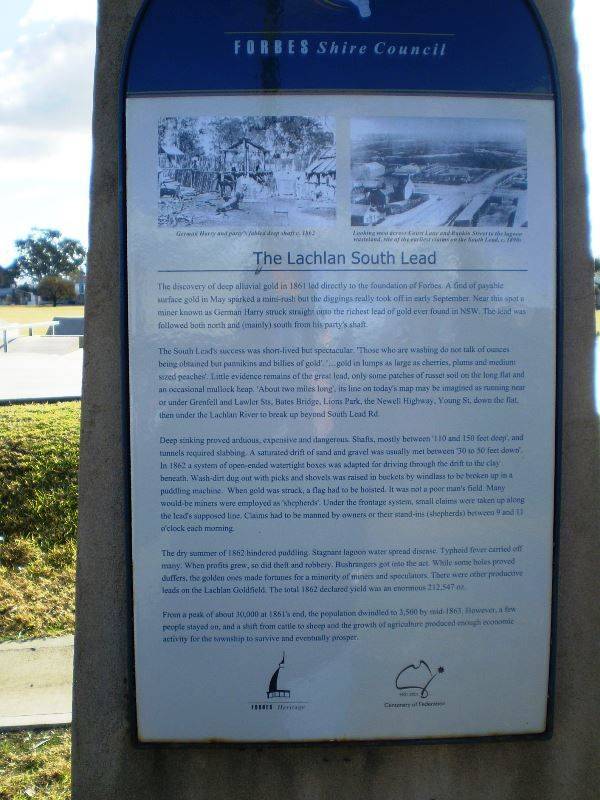 FORBES Shire Council
German Harry and party's fabled deep shaft c. 1862
Looking west across Court Lane and Rankin Street to the lagoon
wasteland, site of the earliest claims on the South Lead, c. 1890s
The Lachlan South Lead
The discovery of deep alluvial gold in 1861 led directly to the foundation of Forbes. A find of payable
surface gold in May sparked a mini-rush but the diggings really took off in early September. Near this spot a
miner known as German Harry struck straight onto the richest lead of gold ever found in NSW. The lead was
followed both north and (mainly) south from his party's shaft.
The South Lead's success was short-lived but spectacular. 'Those who are washing do not talk of ounces
being obtained but pannikins and billies of gold'. '…gold in lumps as large as cherries, plums and medium
sized peaches'. Little evidence remains of the great lead, only some patches of russet soil on the long flat and
an occasional mullock heap. 'About two miles long', its line on today's map may be imagined as running near
or under Grenfell and Lawler Sts, Bates Bridge, Lions Park, the Newell Highway, Young St, down the flat,
then under the Lachlan River to break up beyond South Lead Rd.
Deep sinking proved arduous, expensive and dangerous. Shafts, mostly between '110 and 150 feet deep', and
tunnels required slabbing. A saturated drift of sand and gravel was usually met between '30 to 50 feet down'.
In 1862 a system of open-ended watertight boxes was adapted for driving through the drift to the clay
beneath. Wash-dirt dug out with picks and shovels was raised in buckets by windlass to be broken up in a
puddling machine. When gold was struck, a flag had to be hoisted. It was not a poor man's field. Many
would-be miners were employed as 'shepherds'. Under the frontage system, small claims were taken up along
the lead's supposed line. Claims had to be manned by owners or their stand-ins (shepherds) between 9 and 11
o'clock each morning.
The dry summer of 1862 hindered puddling. Stagnant lagoon water spread disease. Typhoid fever carried off
many. When profits grew, so did theft and robbery. Bushrangers got into the act. While some holes proved
duffers, the golden ones made fortunes for a minority of miners and speculators. There were other productive
leads on the Lachlan Goldfield. The total 1862 declared yield was an enormous 212,547 oz.
From a peak of about 30,000 at 1861's end, the population dwindled to 3,500 by mid-1863. However, a few
people stayed on, and a shift from cattle to sheep and the growth of agriculture produced enough economic
activity for the township to survive and eventually prosper.
FORBES Heritage
1901-2001
Centenary of Federation